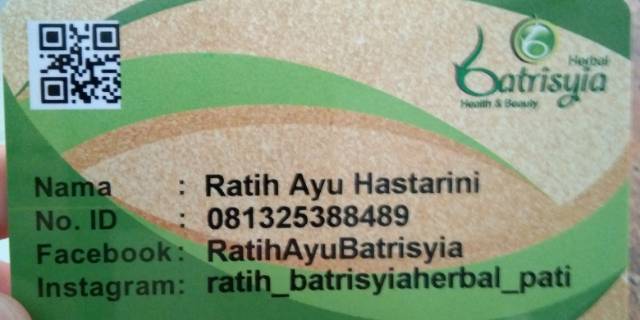 Herbal
Batrisyia
Health & Beauty
Nama : Ratih Ayu Hastarini
No. ID : 081325388489
Facebook : RatihAyuBatrisyia
Instagram : ratih_batrisyiaherbal_pati